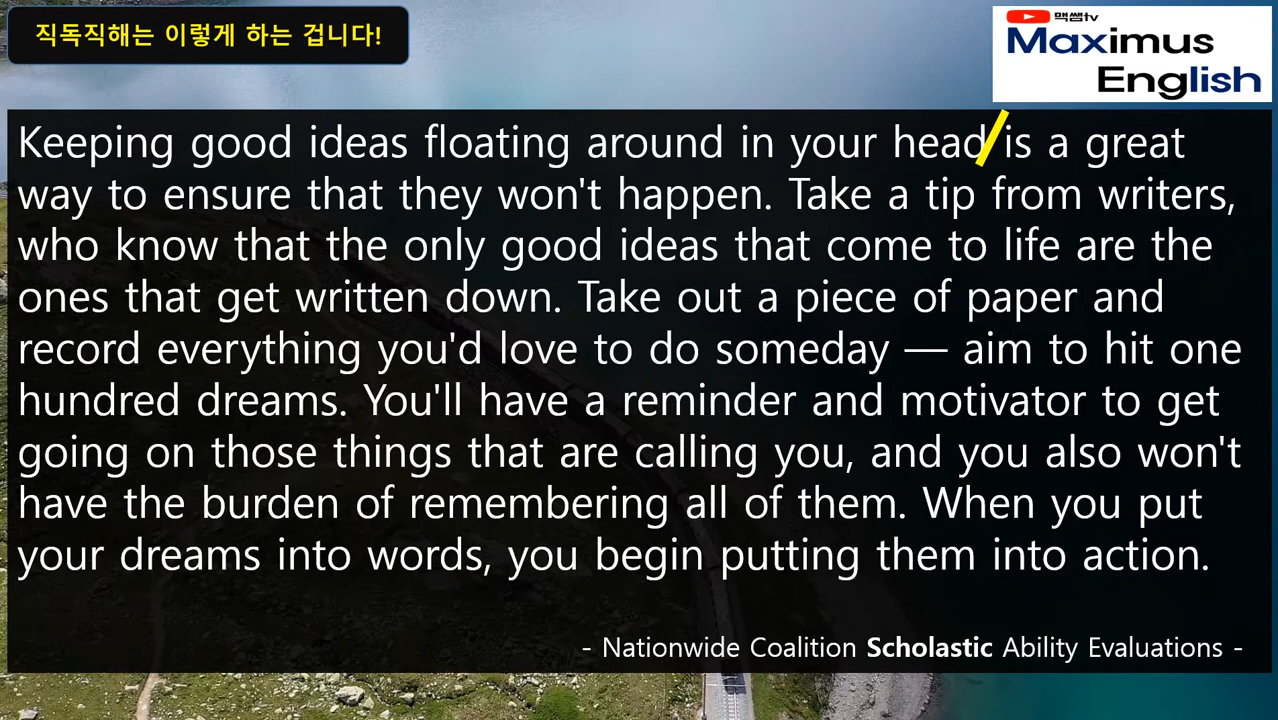 직독직해는 이렇게 하는 겁니다!
맥쌤tv
Maximus
English
Keeping good ideas floating around in your head is a great
way to ensure that they won't happen. Take a tip from writers,
who know that the only good ideas that come to life are the
ones that get written down. Take out a piece of paper and
record everything you'd love to do someday — aim to hit one
hundred dreams. You'll have a reminder and motivator to get
going on those things that are calling you, and you also won't
have the burden of remembering all of them. When you put
your dreams into words, you begin putting them into action.
- Nationwide Coalition Scholastic Ability Evaluations -